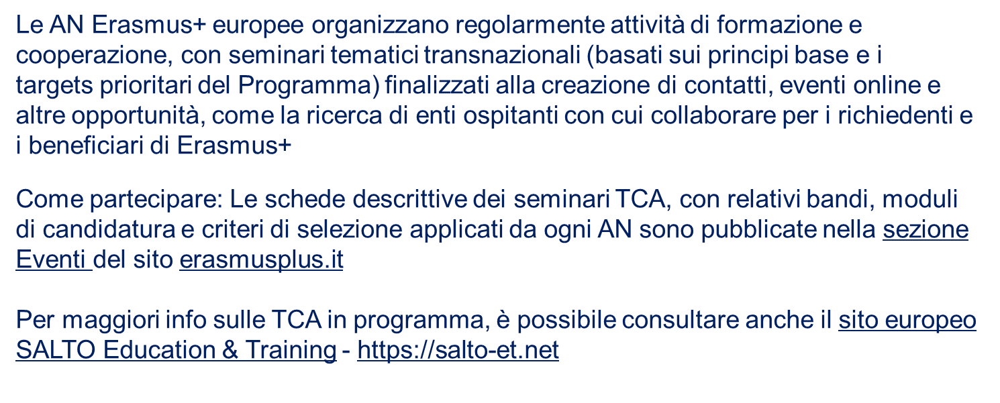 Le AN Erasmus+ europee organizzano regolarmente attività di formazione e
cooperazione, con seminari tematici transnazionali (basati sui principi base e i
targets prioritari del Programma) finalizzati alla creazione di contatti, eventi online e
altre opportunità, come la ricerca di enti ospitanti con cui collaborare per i richiedenti e
i beneficiari di Erasmus+
Come partecipare: Le schede descrittive dei seminari TCA, con relativi bandi, moduli
di candidatura e criteri di selezione applicati da ogni AN sono pubblicate nella sezione
Eventi del sito erasmusplus.it
Per maggiori info sulle TCA in programma, è possibile consultare anche il sito europeo
SALTO Education & Training - https://salto-et.net